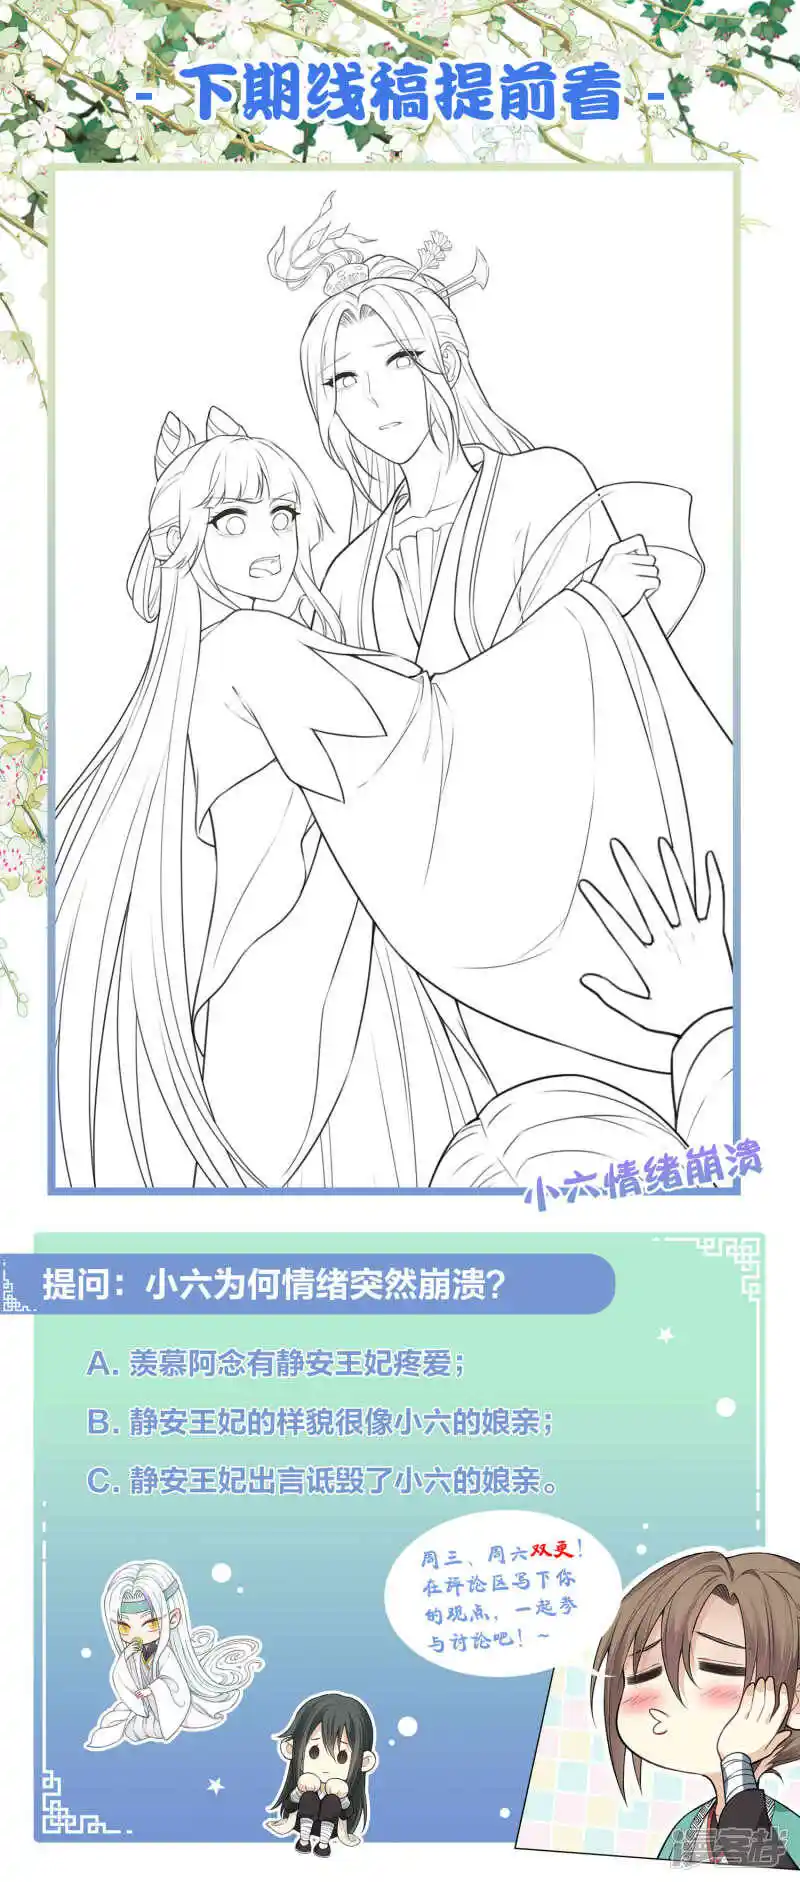 - 下期线稿提前看 -
小六情绪崩溃
提问：小六为何情绪突然崩溃？
A. 羡慕阿念有静安王妃疼爱；
B. 静安王妃的样貌很像小六的娘亲；
C. 静安王妃出言诋毁了小六的娘亲。
周三、周六双更！
在评论区写下你
的观点，一起参
与讨论吧！~
漫客栈